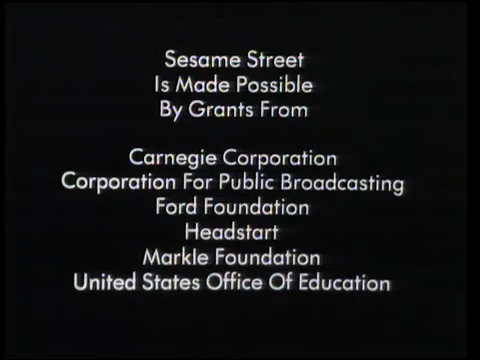 Sesame Street
Is Made Possible
By Grants From
Carnegie Corporation
Corporation For Public Broadcasting
Ford Foundation
Headstart
Markle Foundation
United States Office Of Education